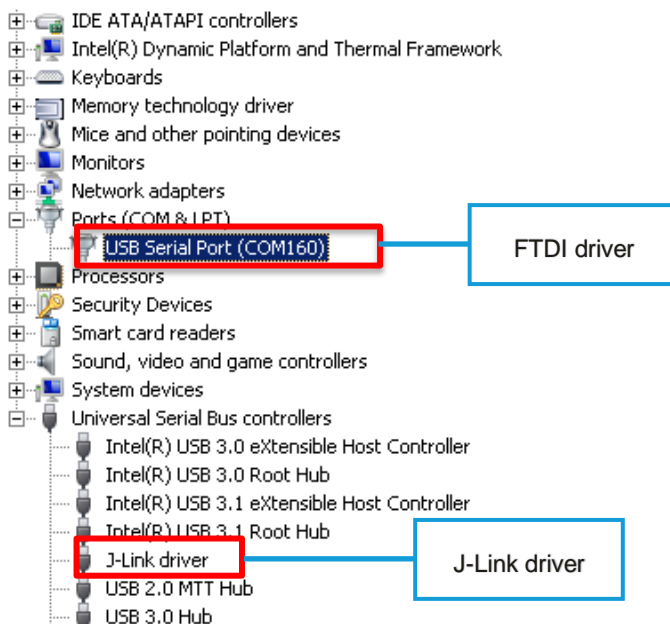 IDE ATA/ATAPI controllers
Intel(R) Dynamic Platform and Thermal Framework
Keyboards
Memory technology driver
Mice and other pointing devices
Monitors
Network adapters
Ports (COM & LPT)
USB Serial Port (COM160)
FTDI driver
Processors
Security Devices
Smart card readers
Sound, video and game controllers
System devices
Universal Serial Bus controllers
Intel(R) USB 3.0 eXtensible Host Controller
Intel(R) USB 3.0 Root Hub
Intel(R) USB 3.1 eXtensible Host Controller
Intel(R) USB 3.1 Root Hub
J-Link driver
J-Link driver
USB 2.0 MTT Hub
USB 3.0 Hub